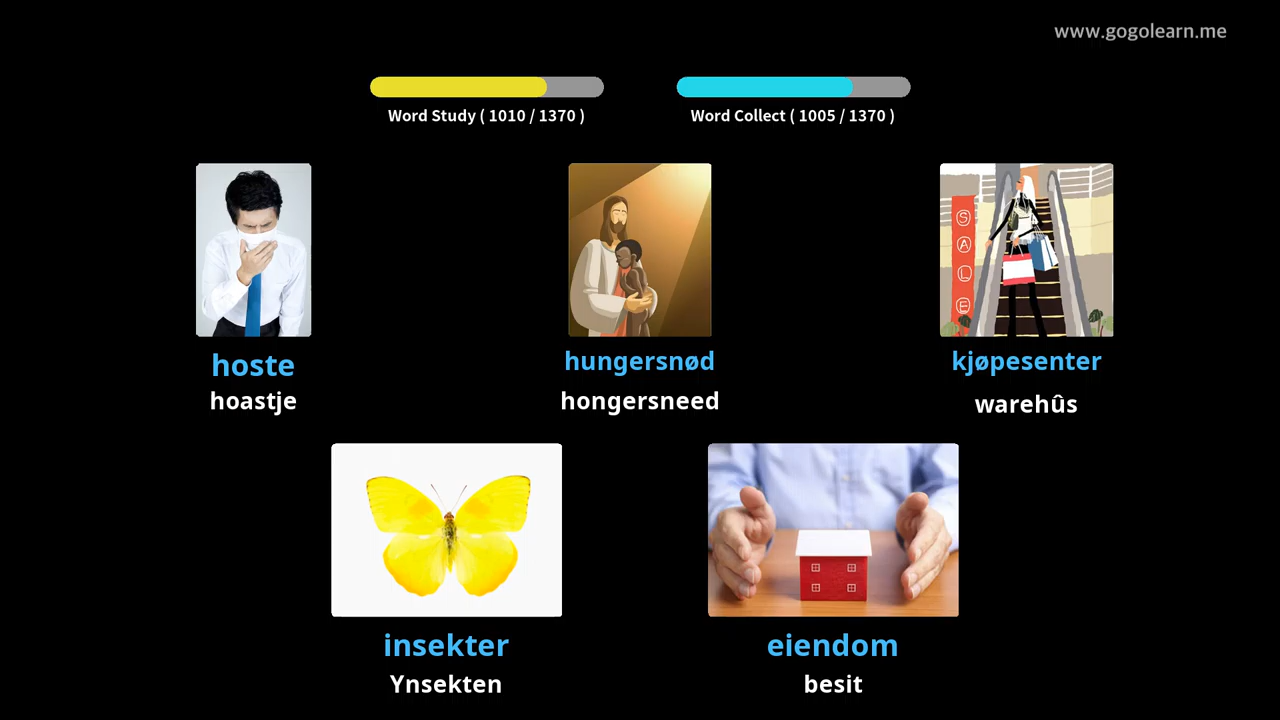 www.gogolearn.me
Word Study ( 1010 / 1370 )
Word Collect ( 1005 / 1370 )
SALE
hoste
hungersnød
kjøpesenter
hoastje
hongersneed
warehûs
insekter
eiendom
Ynsekten
besit